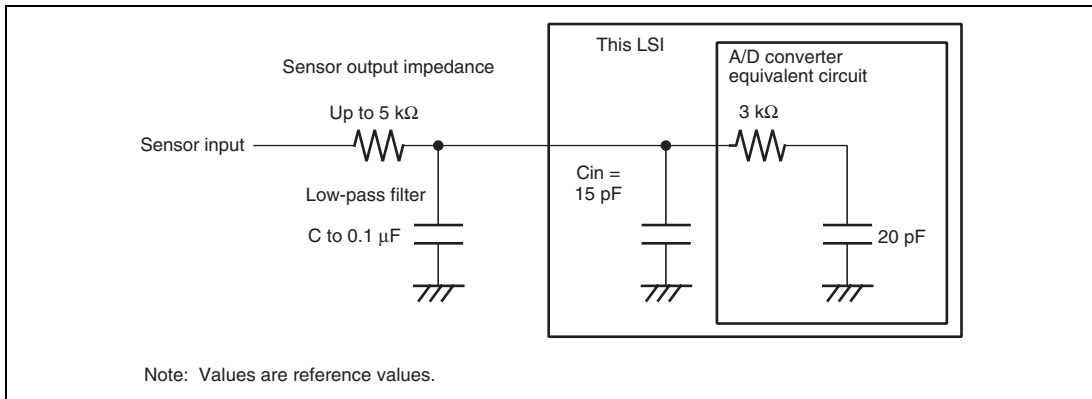 This LSI
A/D converter
equivalent circuit
Sensor output impedance
Up to 5 kΩ
3 kΩ
Sensor input
Cin =
15 pF
Low-pass filter
C to 0.1 μF
20 pF
Note: Values are reference values.